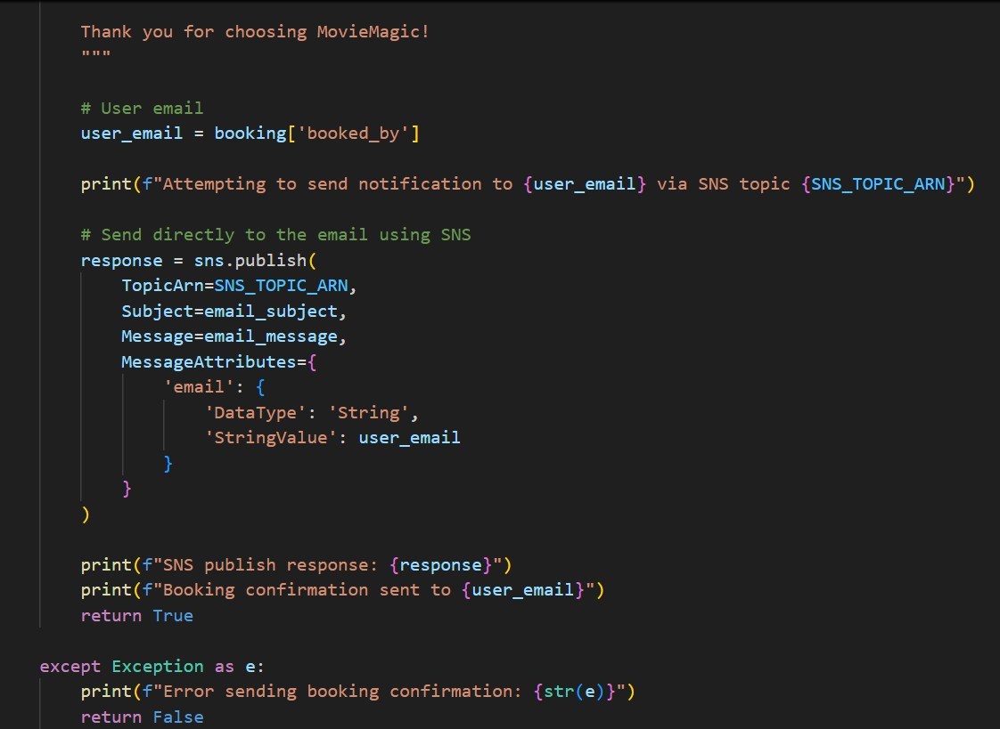 Thank you for choosing MovieMagic!
"""
# User email
user_email = booking['booked_by']
print(f"Attempting to send notification to {user_email} via SNS topic {SNS_TOPIC_ARN}")
# Send directly to the email using SNS
response = sns.publish(
TopicArn=SNS_TOPIC_ARN,
Subject=email_subject,
Message=email_message,
MessageAttributes={
'email': {
'DataType': 'String',
'StringValue': user_email
}
}
)
print(f"SNS publish response: {response}")
print(f"Booking confirmation sent to {user_email}")
return True
except Exception as e:
print(f"Error sending booking confirmation: {str(e)}")
return False